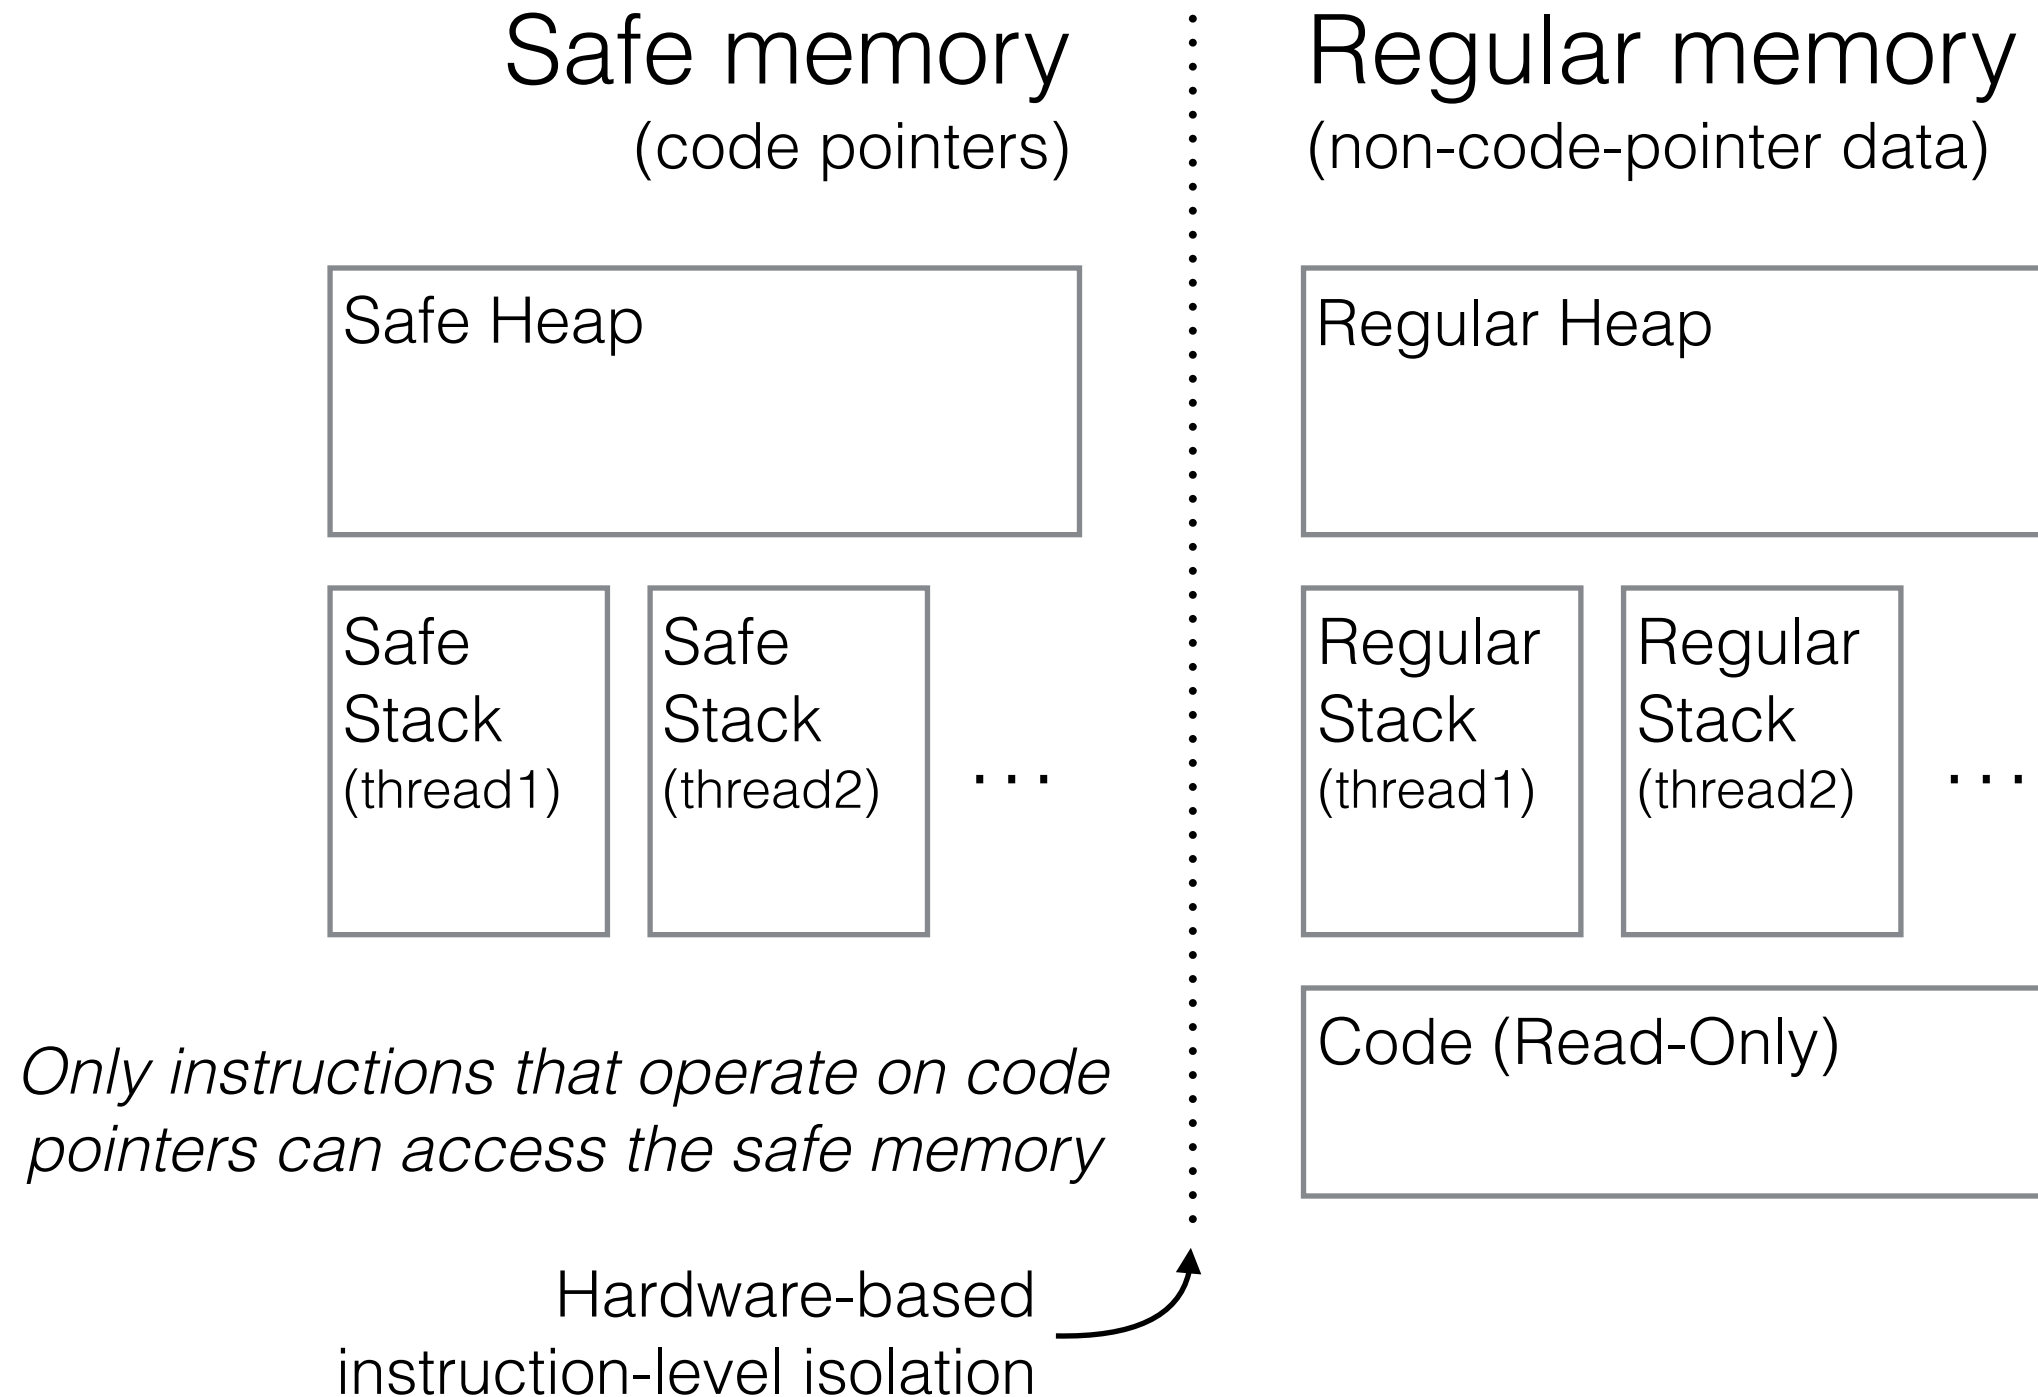 Safe memory
(code pointers)
Safe Heap
Safe
Stack
(thread1)
Safe
Stack
(thread2)
...
Only instructions that operate on code
pointers can access the safe memory
Hardware-based
instruction-level isolation
Regular memory
(non-code-pointer data)
Regular Heap
Regular
Stack
(thread1)
Regular
Stack
(thread2)
...
Code (Read-Only)